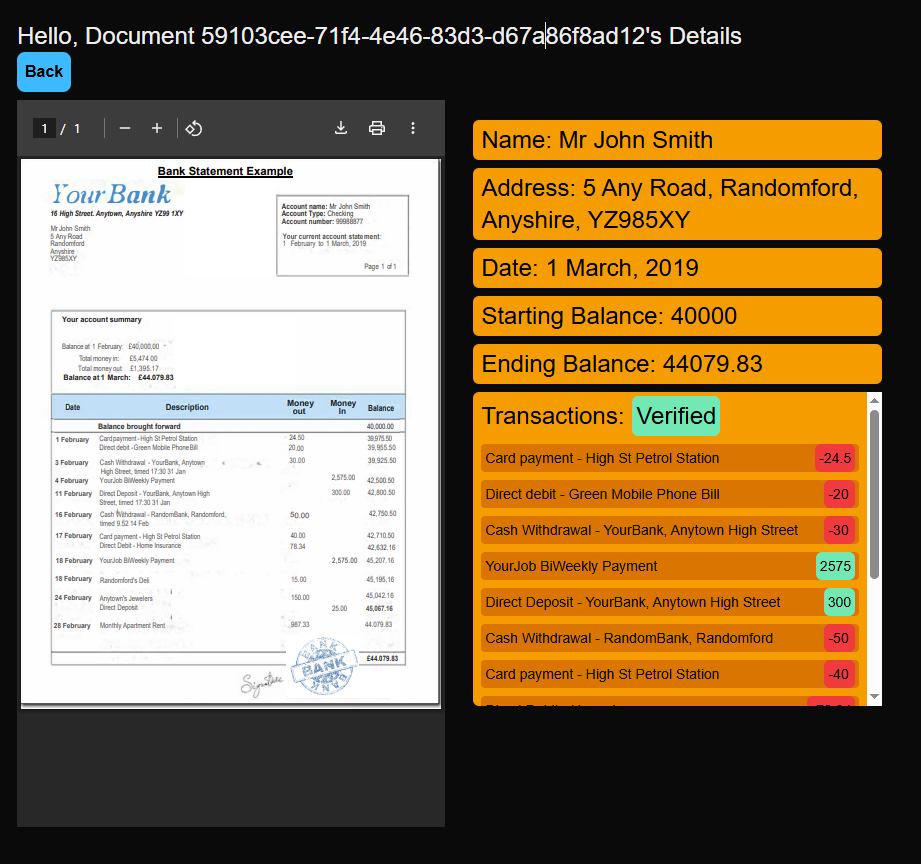 Hello, Document 59103cee-71f4-4e46-83d3-d67a86f8ad12's Details
Back
1 / 1
Bank Statement Example
YourBank
16 High Street. Anytown, Anyshire YZ99 1XY
Mr John Smith
5 Any Road
Randomford
Anyshire
YZ985XY
Account name: Mr John Smith
Account Type: Checking
Account number: 99988877
Your current account statement:
1 February to 1 March, 2019
Page 1 of 1
Your account summary
Balance at 1 February: £40,000.00
Total money in: £5,474.00
Total money out: £1,395.17
Balance at 1 March: £44.079.83
Date Description Money out Money In Balance
Balance brought forward 40,000.00
1 February Card payment - High St Petrol Station 24.50 39,975.50
Direct debit - Green Mobile Phone Bill 20.00 39,955.50
3 February Cash Withdrawal - YourBank, Anytown 30.00 39,925.50
High Street, timed 17:30 31 Jan
4 February YourJob BiWeekly Payment 2,575.00 42,500.50
11 February Direct Deposit - YourBank, Anytown High 300.00 42,800.50
Street, timed 17:30 31 Jan
16 February Cash Withdrawal - RandomBank, Randomford, 50.00 42,750.50
timed 9.52 14 Feb
17 February Card payment - High St Petrol Station 40.00 42,710.50
Direct Debit - Home Insurance 78.34 42,632.16
18 February YourJob BiWeekly Payment 2,575.00 45,207.16
18 February Randomford's Deli 15.00 45,195.16
24 February Anytown's Jewelers 150.00 45,042.16
Direct Deposit 25.00 45,067.16
28 February Monthly Apartment Rent 987.33 44.079.83
£44.079.83
BANK
BANK
BANK
Signature
Name: Mr John Smith
Address: 5 Any Road, Randomford,
Anyshire, YZ985XY
Date: 1 March, 2019
Starting Balance: 40000
Ending Balance: 44079.83
Transactions: Verified
Card payment - High St Petrol Station -24.5
Direct debit - Green Mobile Phone Bill -20
Cash Withdrawal - YourBank, Anytown High Street -30
YourJob BiWeekly Payment 2575
Direct Deposit - YourBank, Anytown High Street 300
Cash Withdrawal - RandomBank, Randomford -50
Card payment - High St Petrol Station -40